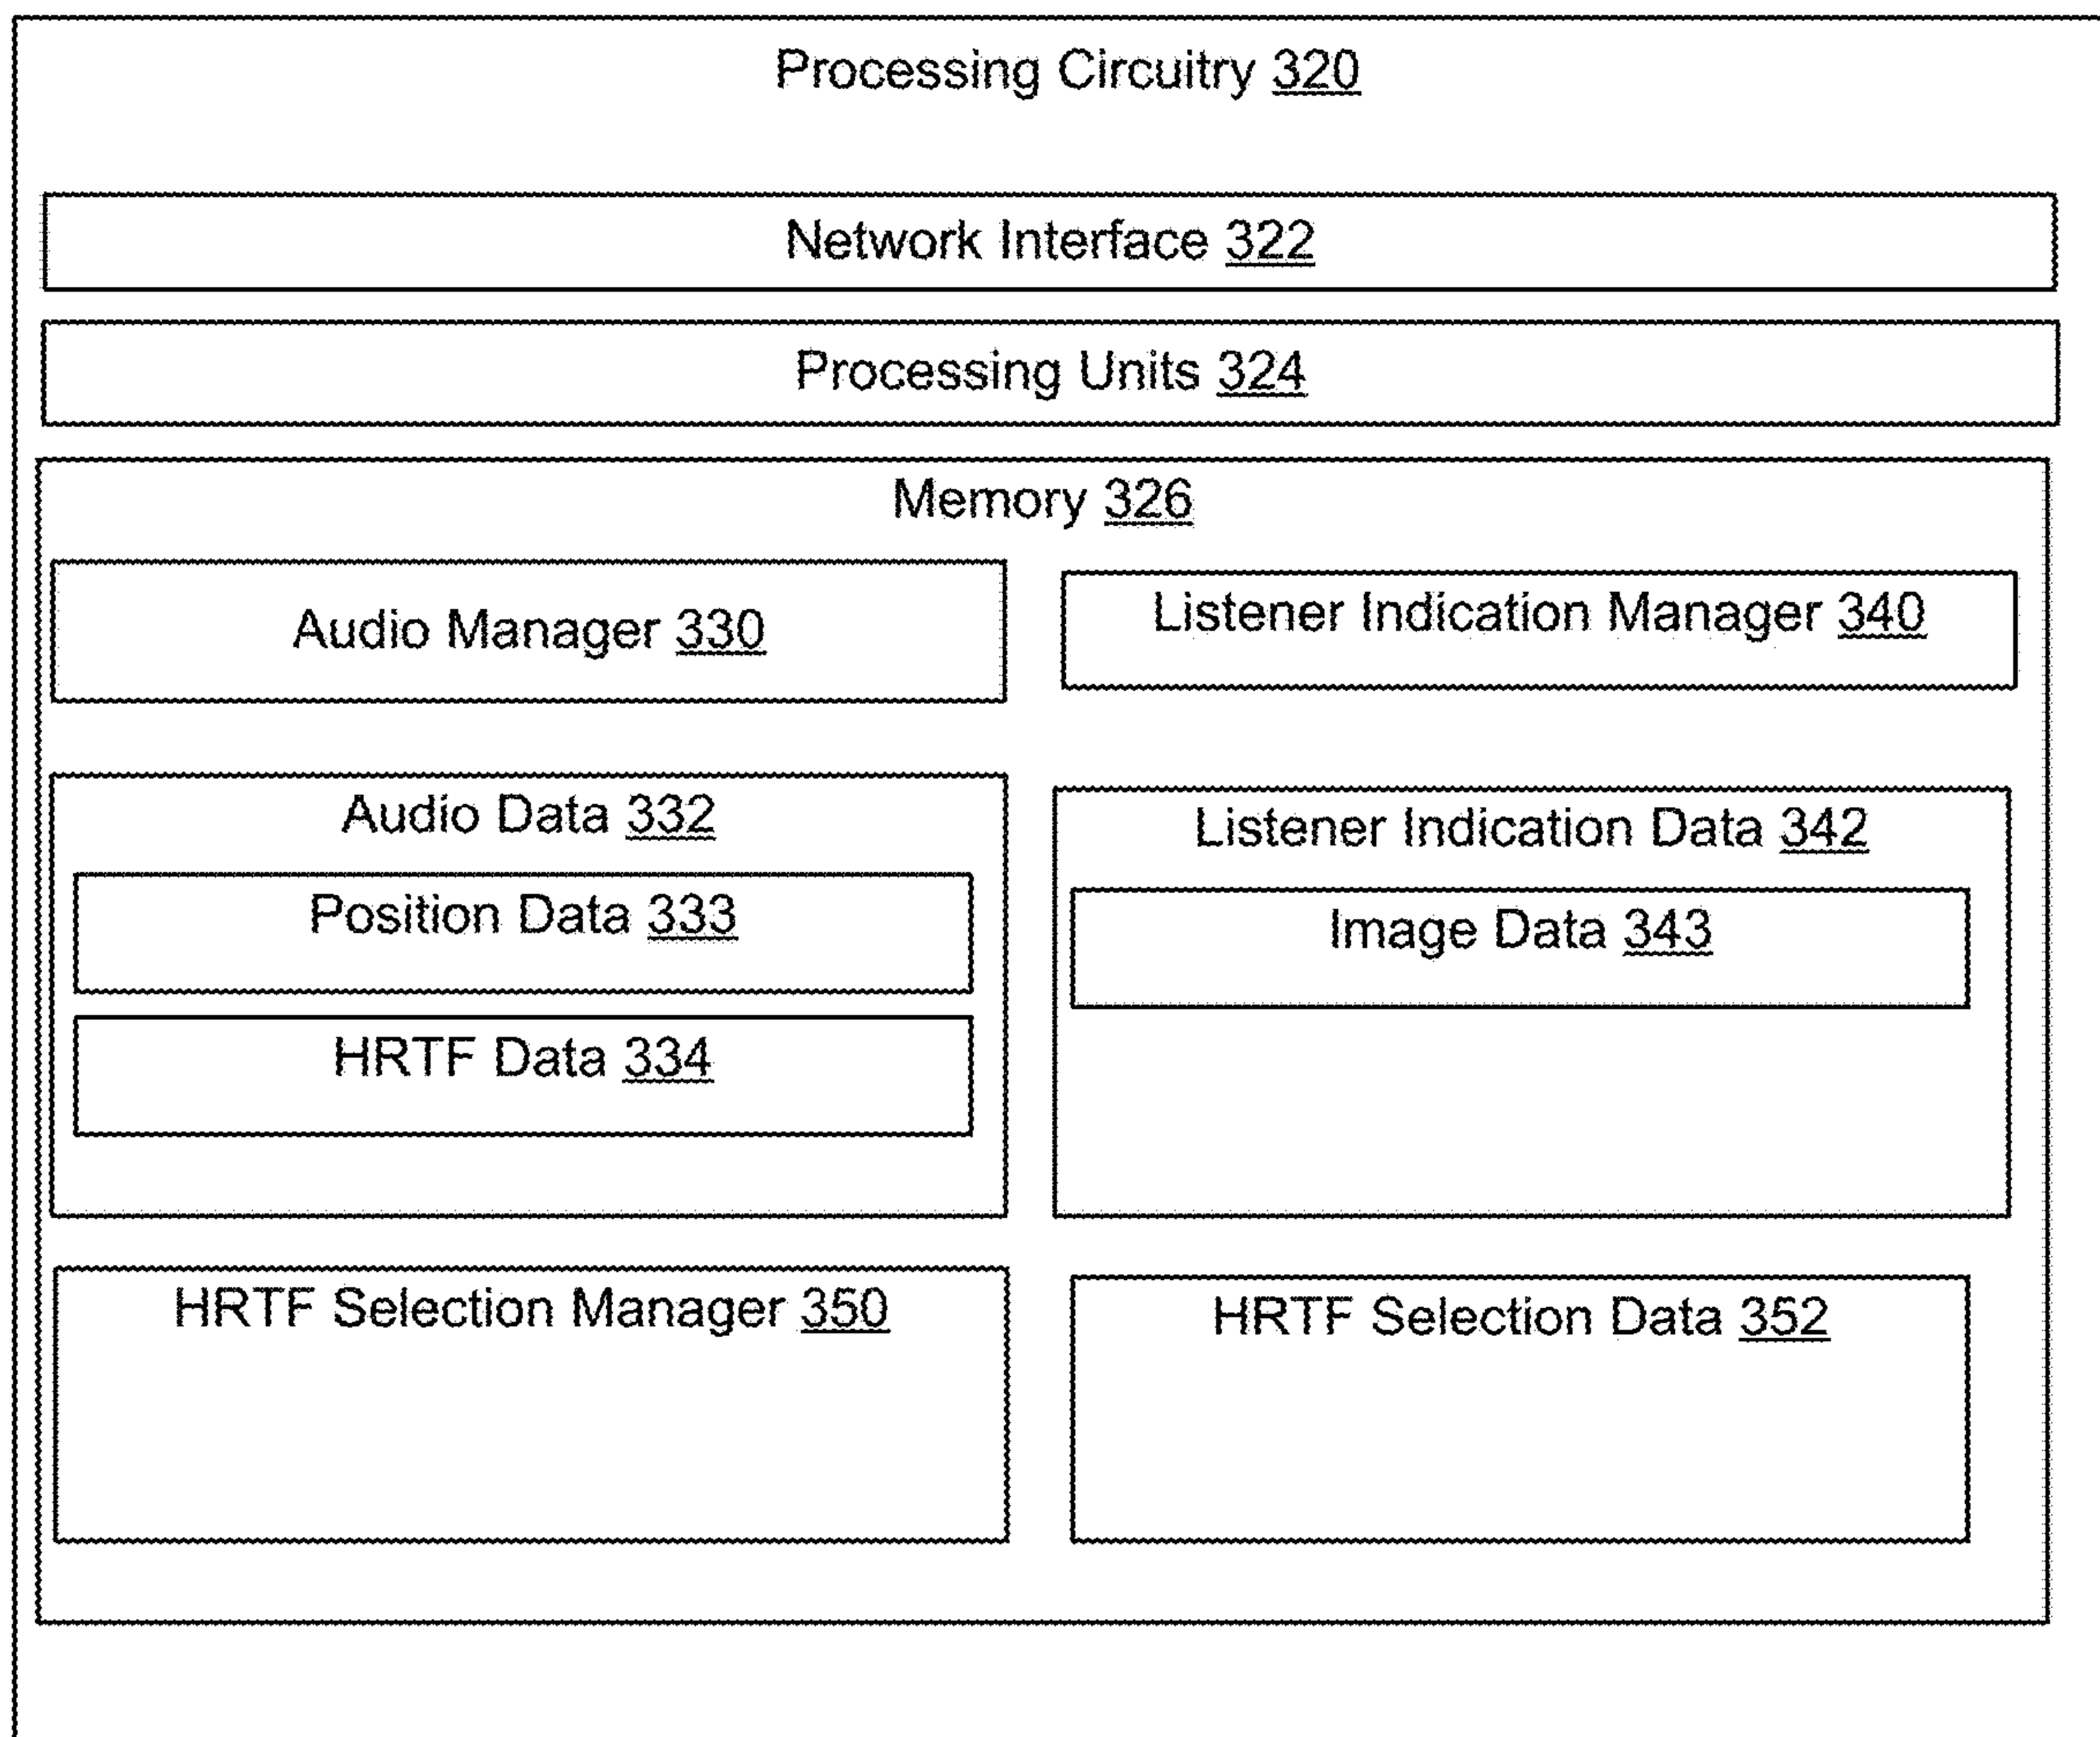 Processing Circuitry 320
Network Interface 322
Processing Units 324
Memory 326
Audio Manager 330
Listener Indication Manager 340
Audio Data 332
Position Data 333
HRTF Data 334
Listener Indication Data 342
Image Data 343
HRTF Selection Manager 350
HRTF Selection Data 352